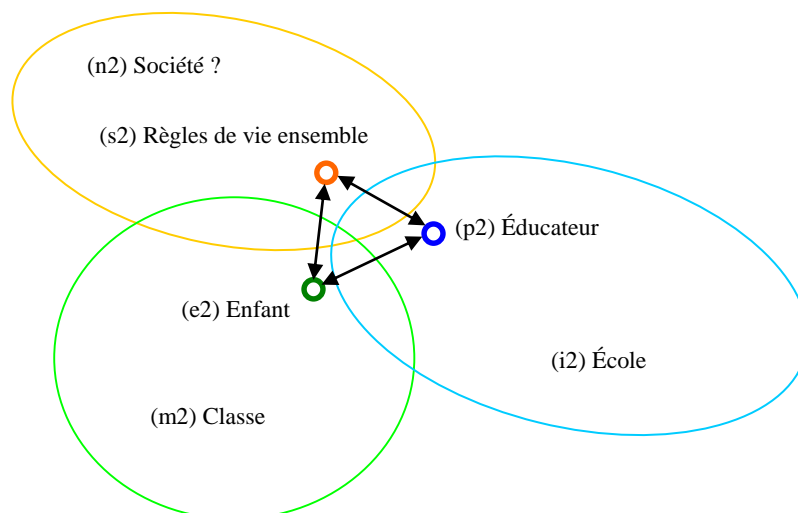 (n2) Société ?
(s2) Règles de vie ensemble
(p2) Éducateur
(e2) Enfant
(i2) École
(m2) Classe